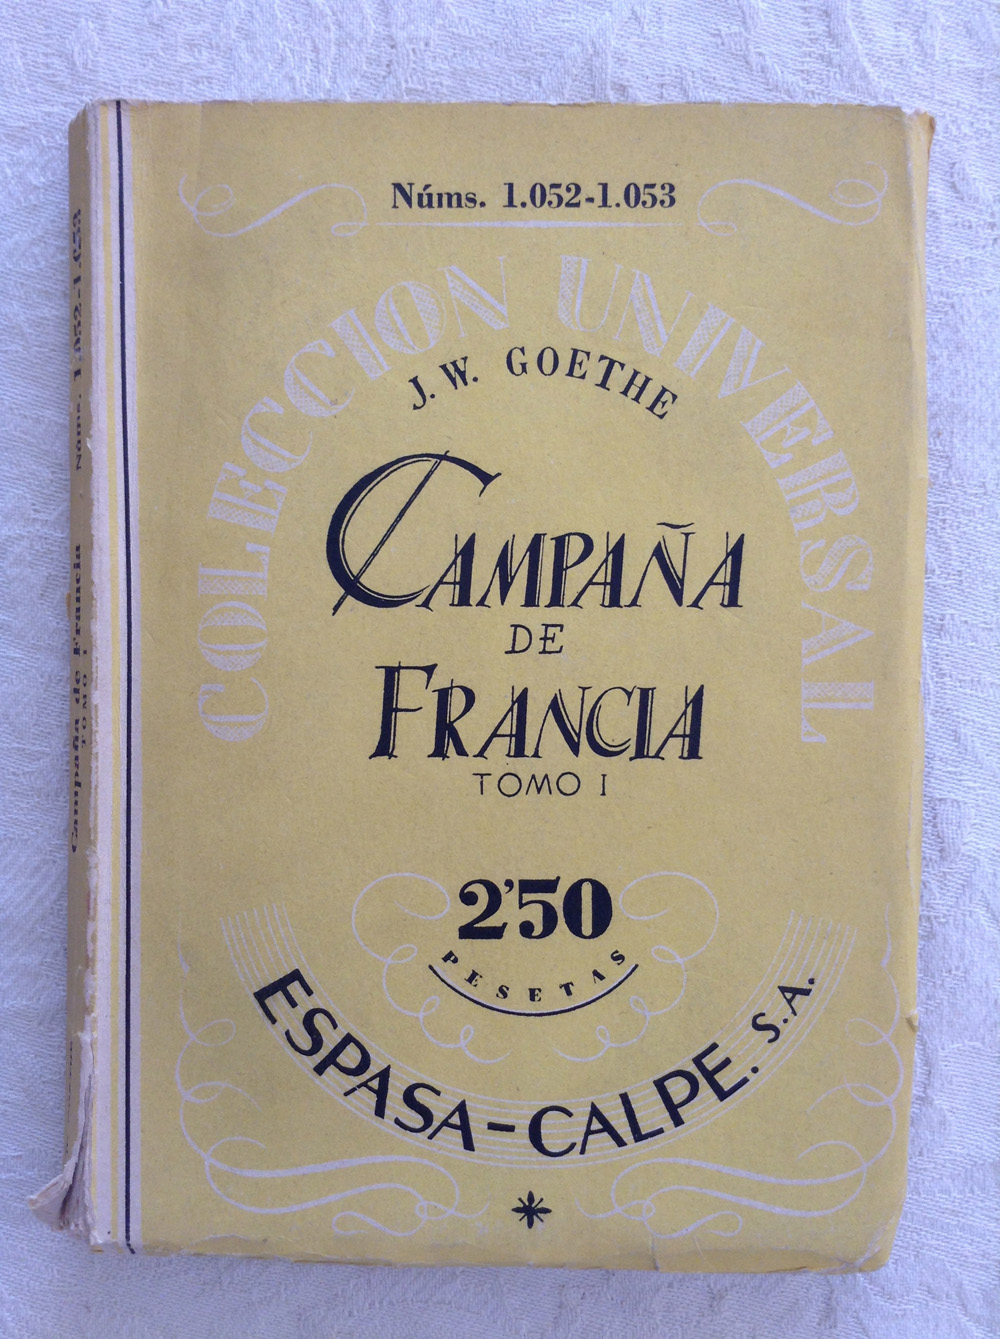 Núms. 1.052-1.053
COLECCION UNIVERSAL
J. W. GOETHE
CAMPAÑA
DE
FRANCIA
TOMO I
2'50
PESETAS
ESPASA-CALPE. S.A.
Campaña de Francia
TOMO I
Núms. 1.052-1.053